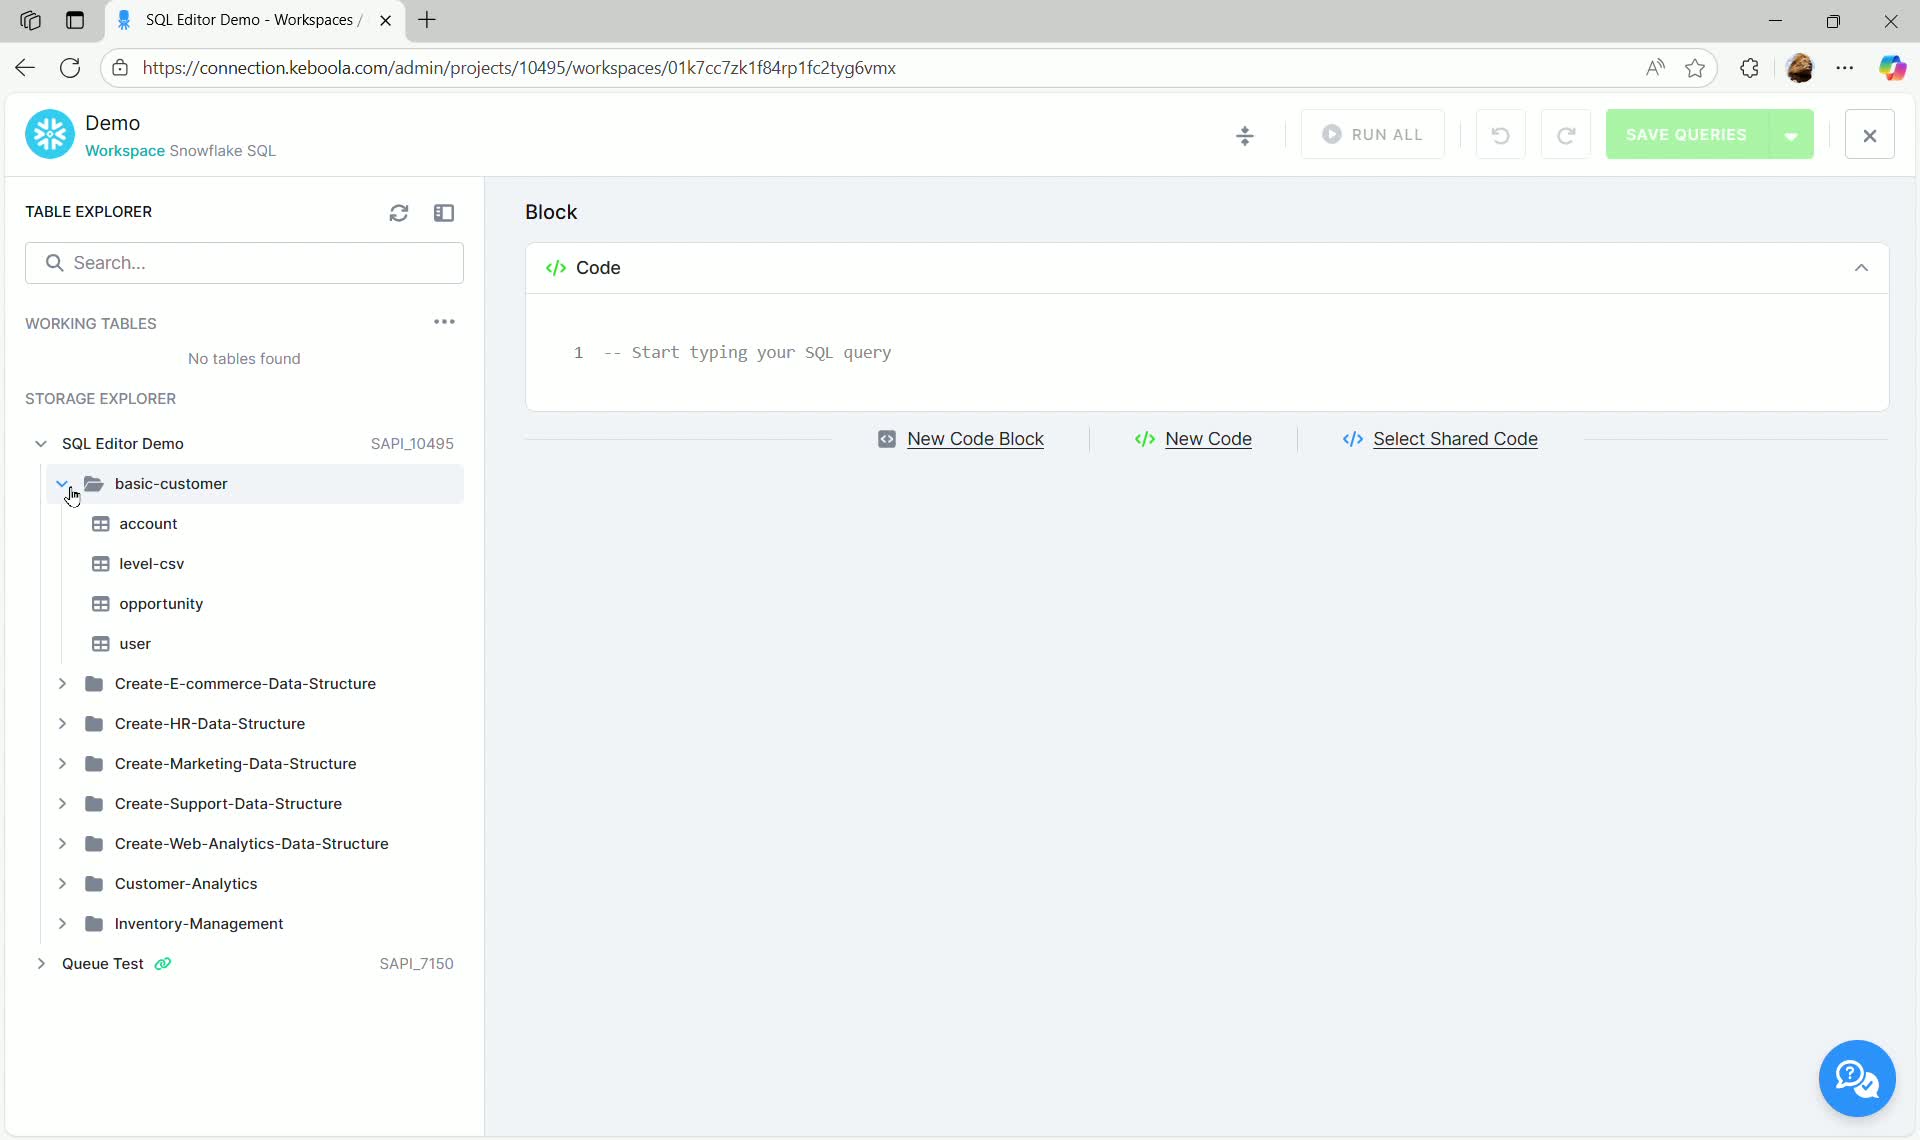 SQL Editor Demo - Workspaces /
https://connection.keboola.com/admin/projects/10495/workspaces/01k7cc7zk1f84rp1fc2tyg6vmx
Demo
Workspace Snowflake SQL
RUN ALL
SAVE QUERIES
TABLE EXPLORER
Search...
WORKING TABLES
No tables found
STORAGE EXPLORER
SQL Editor Demo SAPI_10495
basic-customer
account
level-csv
opportunity
user
Create-E-commerce-Data-Structure
Create-HR-Data-Structure
Create-Marketing-Data-Structure
Create-Support-Data-Structure
Create-Web-Analytics-Data-Structure
Customer-Analytics
Inventory-Management
Queue Test SAPI_7150
Block
</> Code
1 -- Start typing your SQL query
New Code Block
</> New Code
</> Select Shared Code